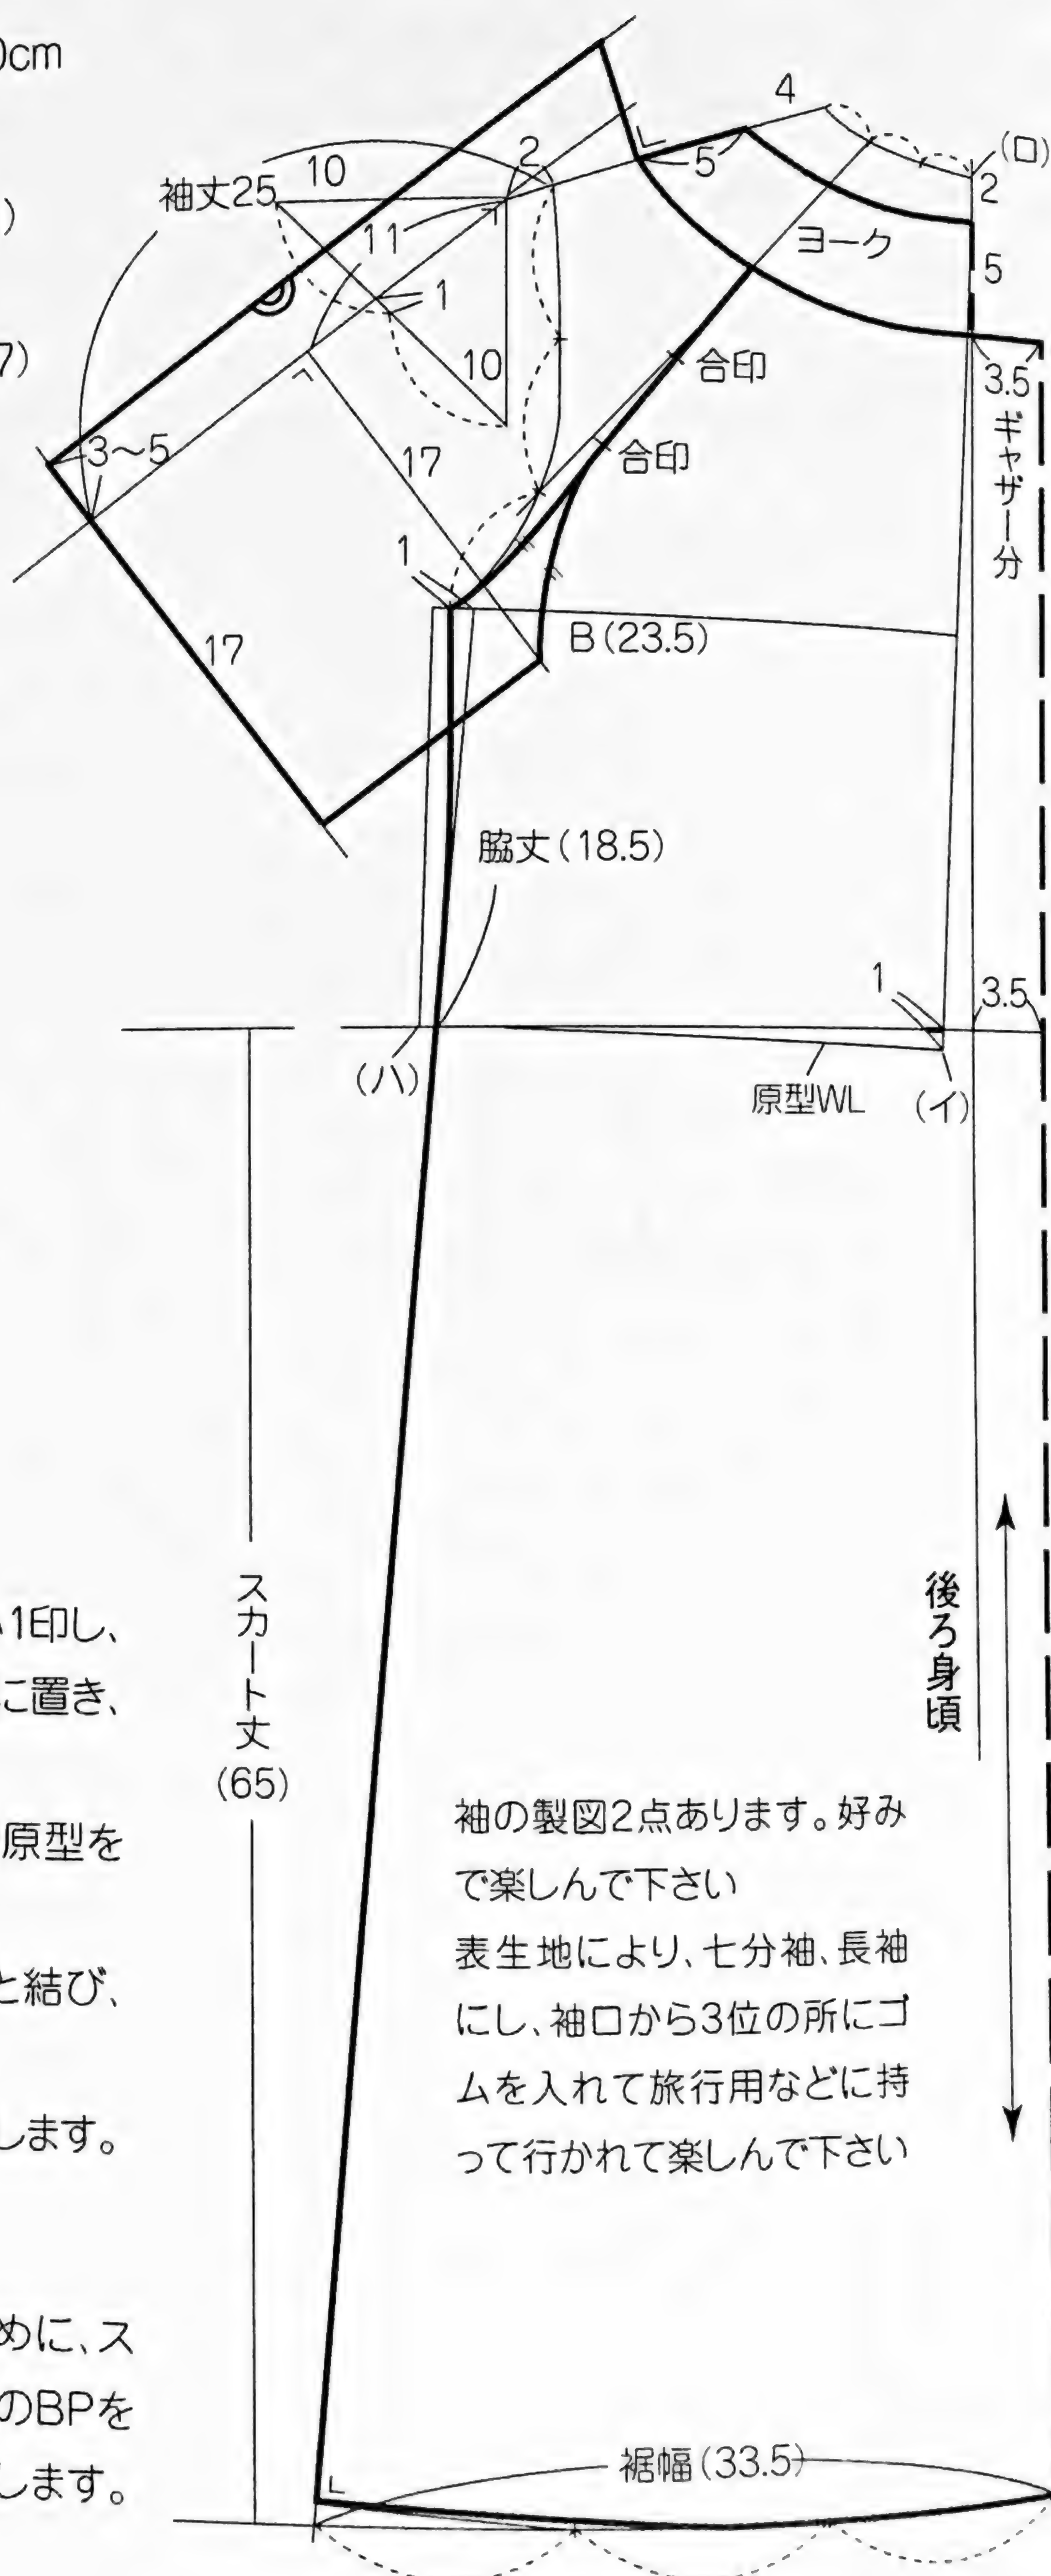 0cm
)
7)
4
(ロ)
2
2
5
5
袖丈25
10
11
1
10
ヨーク
合印
合印
3.5
ギャザー分
3〜5
17
1
17
B(23.5)
脇丈(18.5)
1
3.5
(ハ)
原型WL
(イ)
スカート丈
(65)
後ろ身頃
1印し、
に置き、
原型を
と結び、
します。
めに、ス
のBPを
します。
袖の製図2点あります。好み
で楽しんで下さい
表生地により、七分袖、長袖
にし、袖口から3位の所にゴ
ムを入れて旅行用などに持
って行かれて楽しんで下さい
裾幅(33.5)